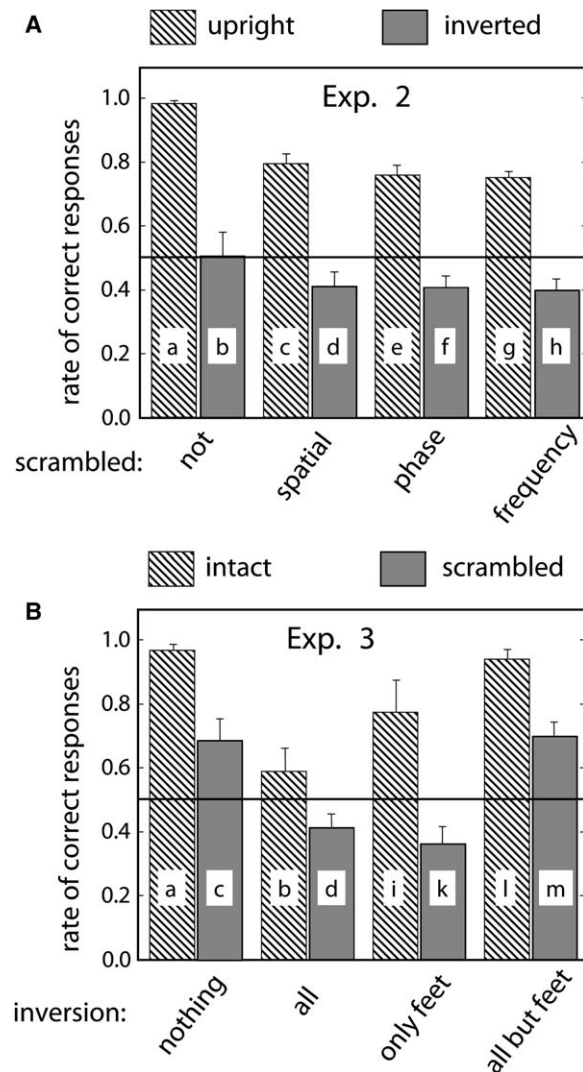 A
upright inverted
Exp. 2
rate of correct responses
1.0
0.8
0.6
0.4
0.2
0.0
a b c d e f g h
scrambled: not spatial phase frequency
intact scrambled
B
Exp. 3
rate of correct responses
1.0
0.8
0.6
0.4
0.2
0.0
a c b d i k l m
inversion: nothing all only feet all but feet